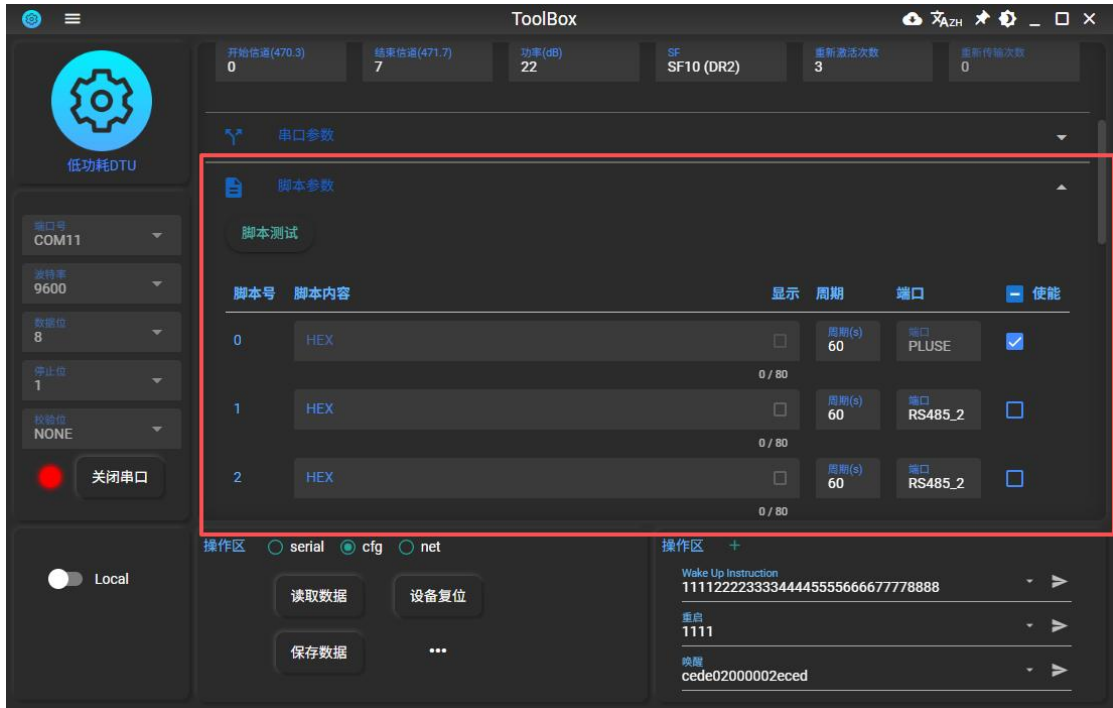 ToolBox
ZH
低功耗DTU
端口号
COM11
波特率
9600
数据位
8
停止位
1
校验位
NONE
关闭串口
Local
开始信道(470.3)
0
结束信道(471.7)
7
功率(dB)
22
SF
SF10 (DR2)
重新激活次数
3
重新传输次数
0
串口参数
脚本参数
脚本测试
脚本号 脚本内容 显示 周期 端口 使能
0 HEX 周期(s) 60 端口 PLUSE
0 / 80
1 HEX 周期(s) 60 端口 RS485_2
0 / 80
2 HEX 周期(s) 60 端口 RS485_2
0 / 80
操作区 serial cfg net
读取数据 设备复位
保存数据 •••
操作区 +
Wake Up Instruction
11112222333344445555666677778888
重启
1111
唤醒
cede02000002eced